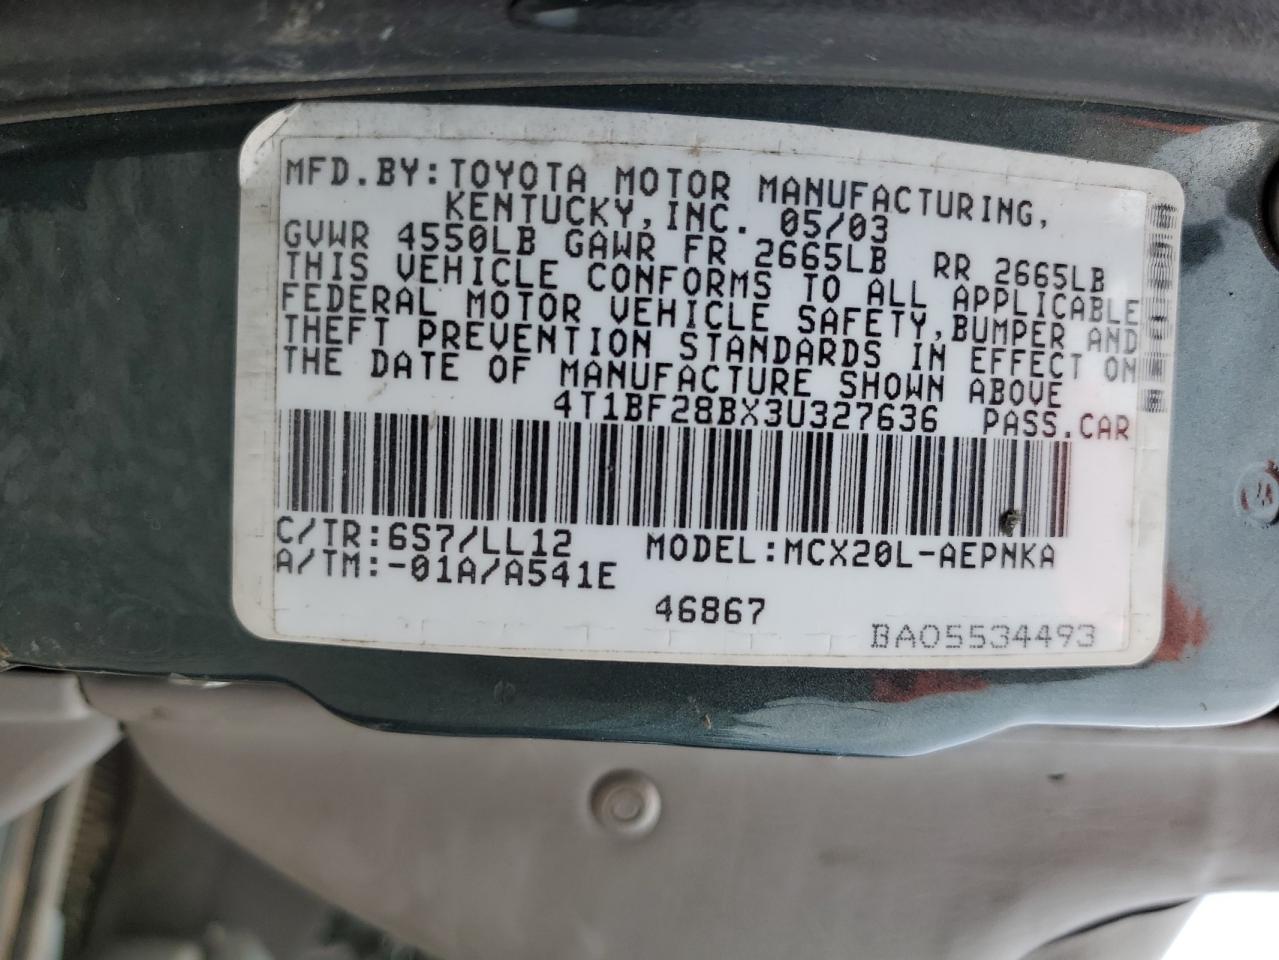 MFD.BY:TOYOTA MOTOR MANUFACTURING,
KENTUCKY,INC. 05/03
GVWR 4550LB GAWR FR 2665LB RR 2665LB
THIS VEHICLE CONFORMS TO ALL APPLICABLE
FEDERAL MOTOR VEHICLE SAFETY,BUMPER AND
THEFT PREVENTION STANDARDS IN EFFECT ON
THE DATE OF MANUFACTURE SHOWN ABOVE
4T1BF28BX3U327636 PASS.CAR
C/TR:6S7/LL12 MODEL:MCX20L-AEPNKA
A/TM:-01A/A541E
46867
BA05534493